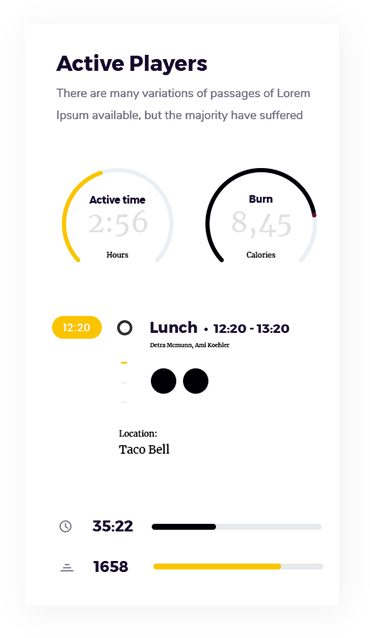 Active Players
There are many variations of passages of Lorem
Ipsum available, but the majority have suffered
Active time
2:56
Hours
Burn
8,45
Calories
12:20
Lunch • 12:20 - 13:20
Detra Mcmunn, Ami Koehler
Location:
Taco Bell
35:22
1658